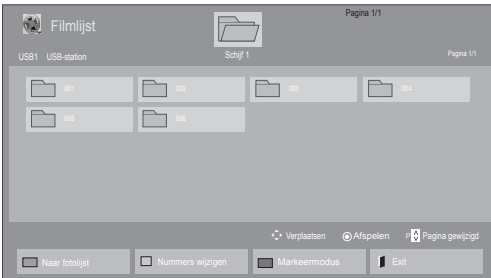 Pagina 1/1
Filmlijst
USB1 USB-station
Schijf 1
Pagina 1/1
001 002 003 004
005 006
Verplaatsen Afspelen P Pagina gewijzigd
Naar fotolijst Nummers wijzigen Markeermodus Exit